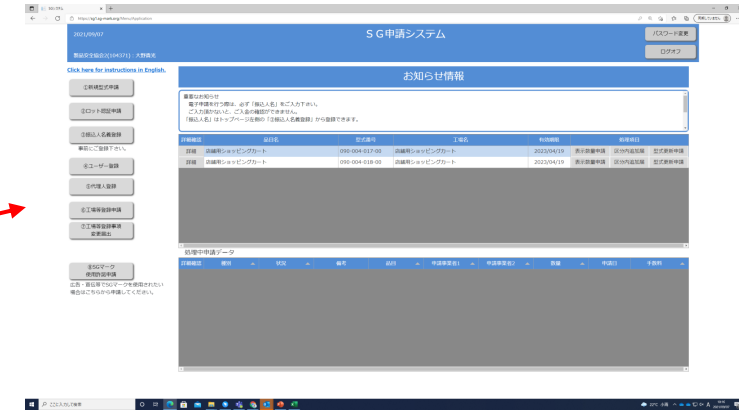 SG申請システム
2021/09/07
パスワード変更
ログオフ
Click here for instructions in English.
お知らせ情報
①新規型式申請
②ロット認証申請
③振込人名義登録
事前にご登録下さい。
④ユーザー登録
⑤代理人登録
⑥工場等登録申請
⑦工場等登録事項
変更届出
⑧SGマーク
使用許諾申請
広告・宣伝等でSGマークを使用されたい
場合はこちらから申請してください。
重要なお知らせ
電子申請を行う際は、必ず「振込人名」をご入力下さい。
ご入力頂かないと、ご入金の確認ができません。
「振込人名」はトップページ左側の「③振込人名義登録」から登録できます。
詳細確認 品目名 型式番号 工場名 有効期限 処理項目
詳細 店舗用ショッピングカート 090-004-017-00 店舗用ショッピングカート 2023/04/19 表示数量申請 区分内追加届 型式更新申請
詳細 店舗用ショッピングカート 090-004-018-00 店舗用ショッピングカート 2023/04/19 表示数量申請 区分内追加届 型式更新申請
処理中申請データ
詳細確認 種別 状況 備考 品目 申請事業者1 申請事業者2 数量 申請日 手数料
ここに入力して検索